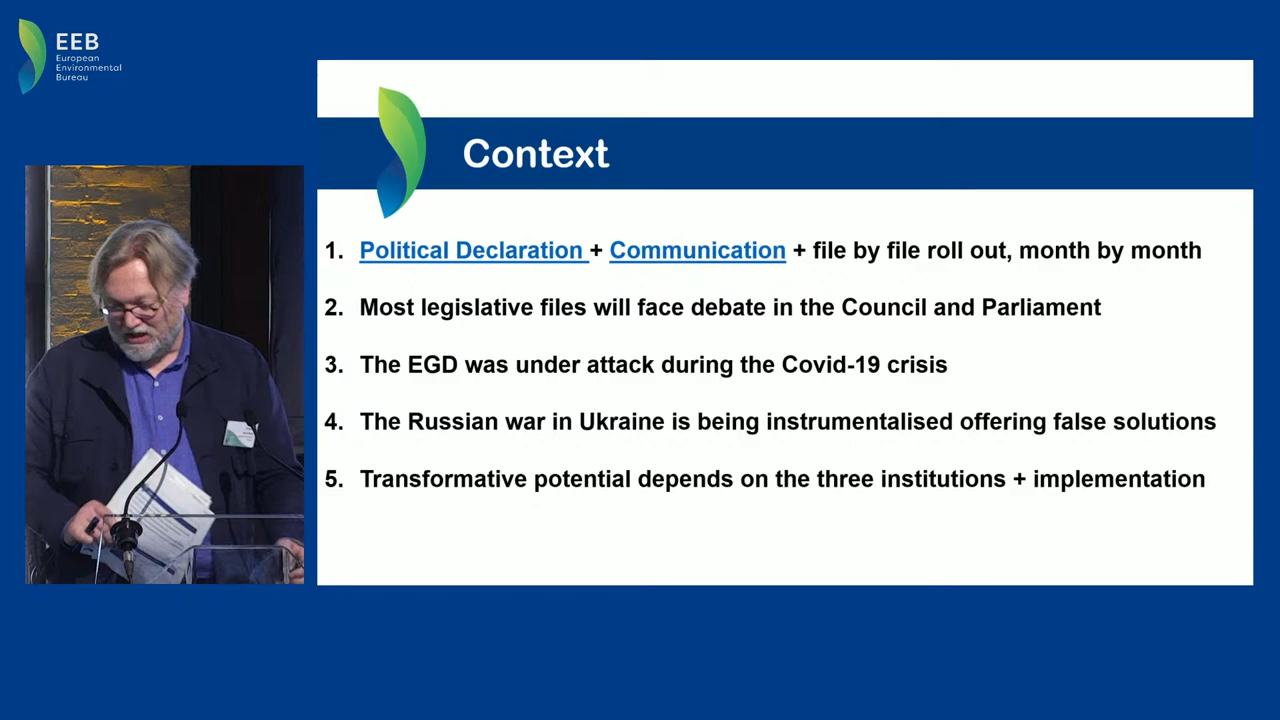 EEB
European
Environmental
Bureau
Context
1. Political Declaration + Communication + file by file roll out, month by month
2. Most legislative files will face debate in the Council and Parliament
3. The EGD was under attack during the Covid-19 crisis
4. The Russian war in Ukraine is being instrumentalised offering false solutions
5. Transformative potential depends on the three institutions + implementation